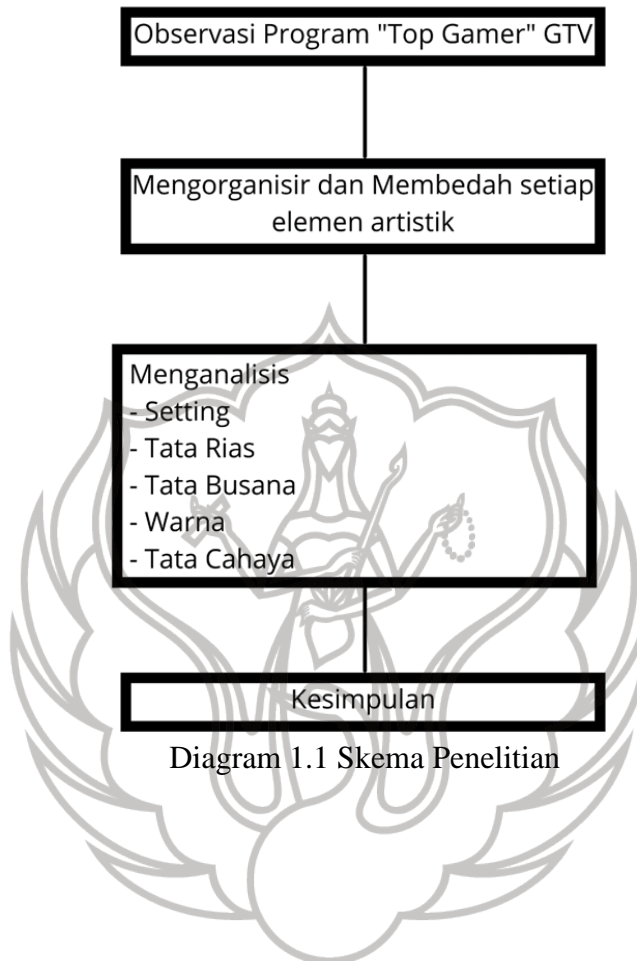 Observasi Program "Top Gamer" GTV
Mengorganisir dan Membedah setiap
elemen artistik
Menganalisis
- Setting
- Tata Rias
- Tata Busana
- Warna
- Tata Cahaya
Kesimpulan
Diagram 1.1 Skema Penelitian